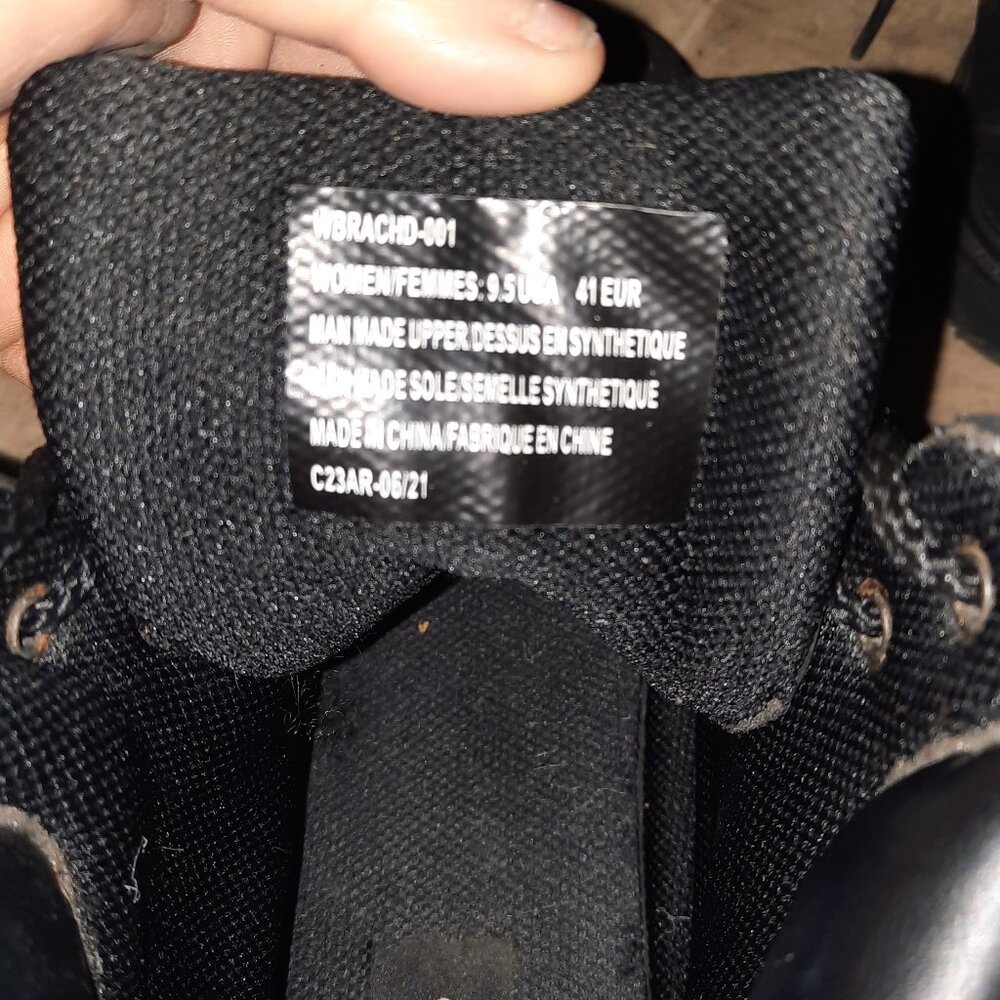 WBRACHD-001
WOMEN/FEMMES: 9.5 USA 41 EUR
MAN MADE UPPER DESSUS EN SYNTHETIQUE
MAN MADE SOLE/SEMELLE SYNTHETIQUE
MADE IN CHINA/FABRIQUE EN CHINE
C23AR-06/21